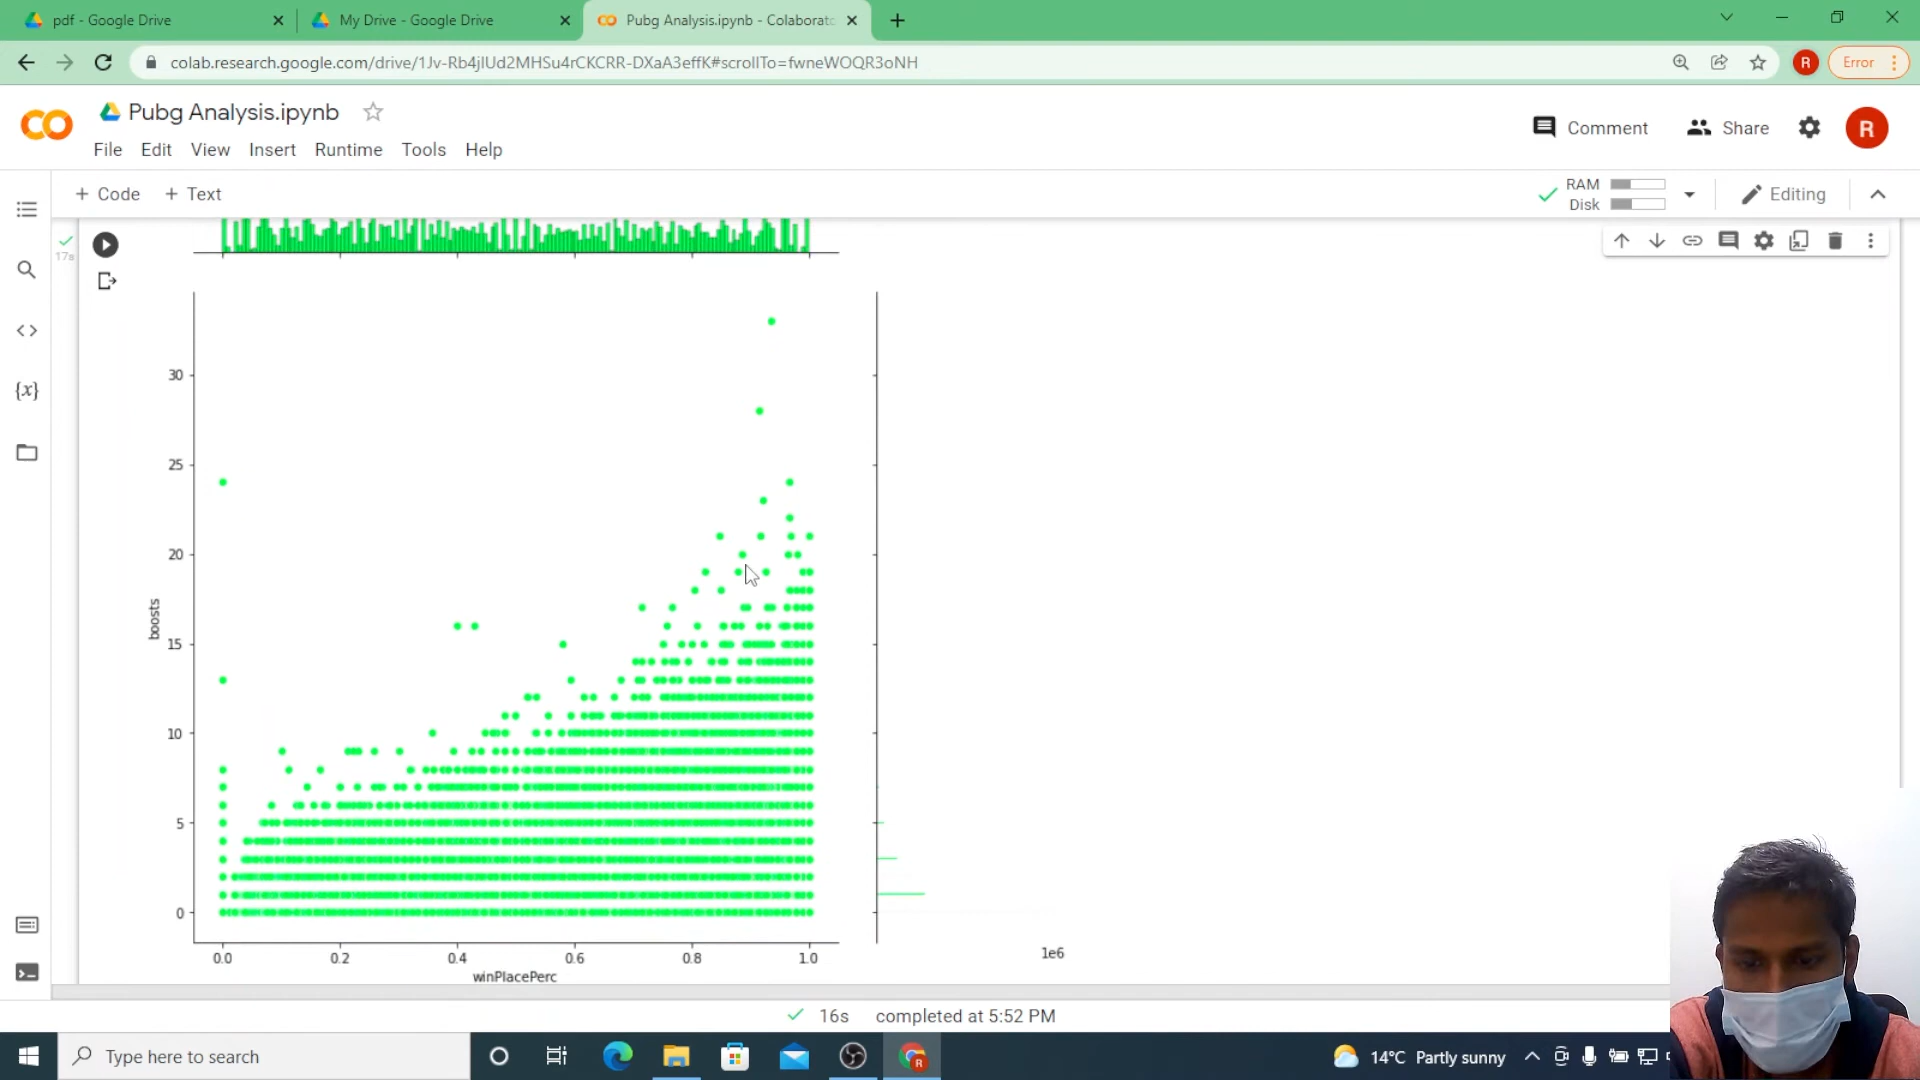 pdf - Google Drive
My Drive - Google Drive
Pubg Analysis.ipynb - Colaborato
colab.research.google.com/drive/1Jv-Rb4jlUd2MHSu4rCKCRR-DXaA3effK#scrollTo=fwneWOQR3oNH
R
Error
Pubg Analysis.ipynb
File Edit View Insert Runtime Tools Help
Comment
Share
R
+ Code + Text
RAM
Disk
Editing
17s
{x}
30
25
20
15
10
5
0
boosts
0.0 0.2 0.4 0.6 0.8 1.0
winPlacePerc
1e6
16s completed at 5:52 PM
Type here to search
R
14°C Partly sunny